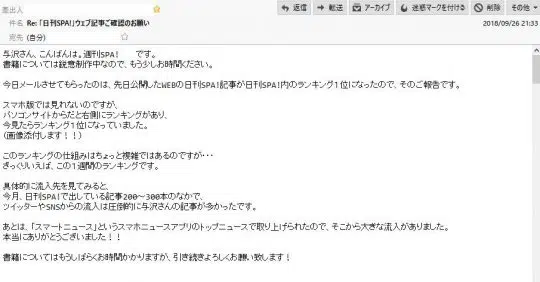 差出人
返信 転送 アーカイブ 迷惑マークを付ける 削除 その他
件名 Re:「日刊SPA!」ウェブ記事ご確認のお願い
2018/09/26 21:33
宛先 (自分)
与沢さん、こんばんは。週刊SPA! です。
書籍については鋭意制作中なので、もう少しお時間ください。
今日メールさせてもらったのは、先日公開したWEBの日刊SPA!記事が日刊SPA!内のランキング1位になったので、そのご報告です。
スマホ版では見れないのですが、
パソコンサイトからだと右側にランキングがあり、
今見たらランキング1位になっていました。
(画像添付します!!)
このランキングの仕組みはちょっと複雑ではあるのですが・・・
ざっくりいえば、この1週間のランキングです。
具体的に流入先を見てみると、
今月、日刊SPA!で出している記事200～300本のなかで、
ツイッターやSNSからの流入は圧倒的に与沢さんの記事が多かったです。
あとは、「スマートニュース」というスマホニュースアプリのトップニュースで取り上げられたので、そこから大きな流入がありました。
本当にありがとうございました!!
書籍についてはもうしばらくお時間かかりますが、引き続きよろしくお願い致します!